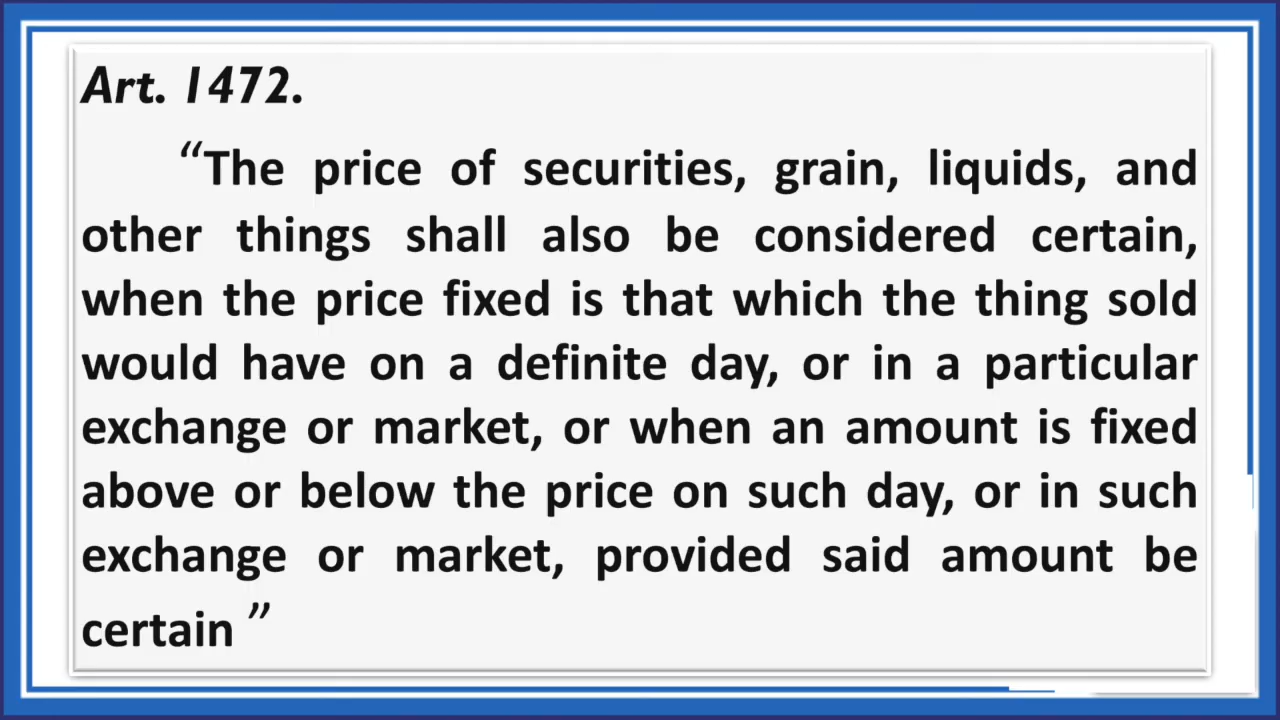 Art. 1472.
“The price of securities, grain, liquids, and
other things shall also be considered certain,
when the price fixed is that which the thing sold
would have on a definite day, or in a particular
exchange or market, or when an amount is fixed
above or below the price on such day, or in such
exchange or market, provided said amount be
certain ”